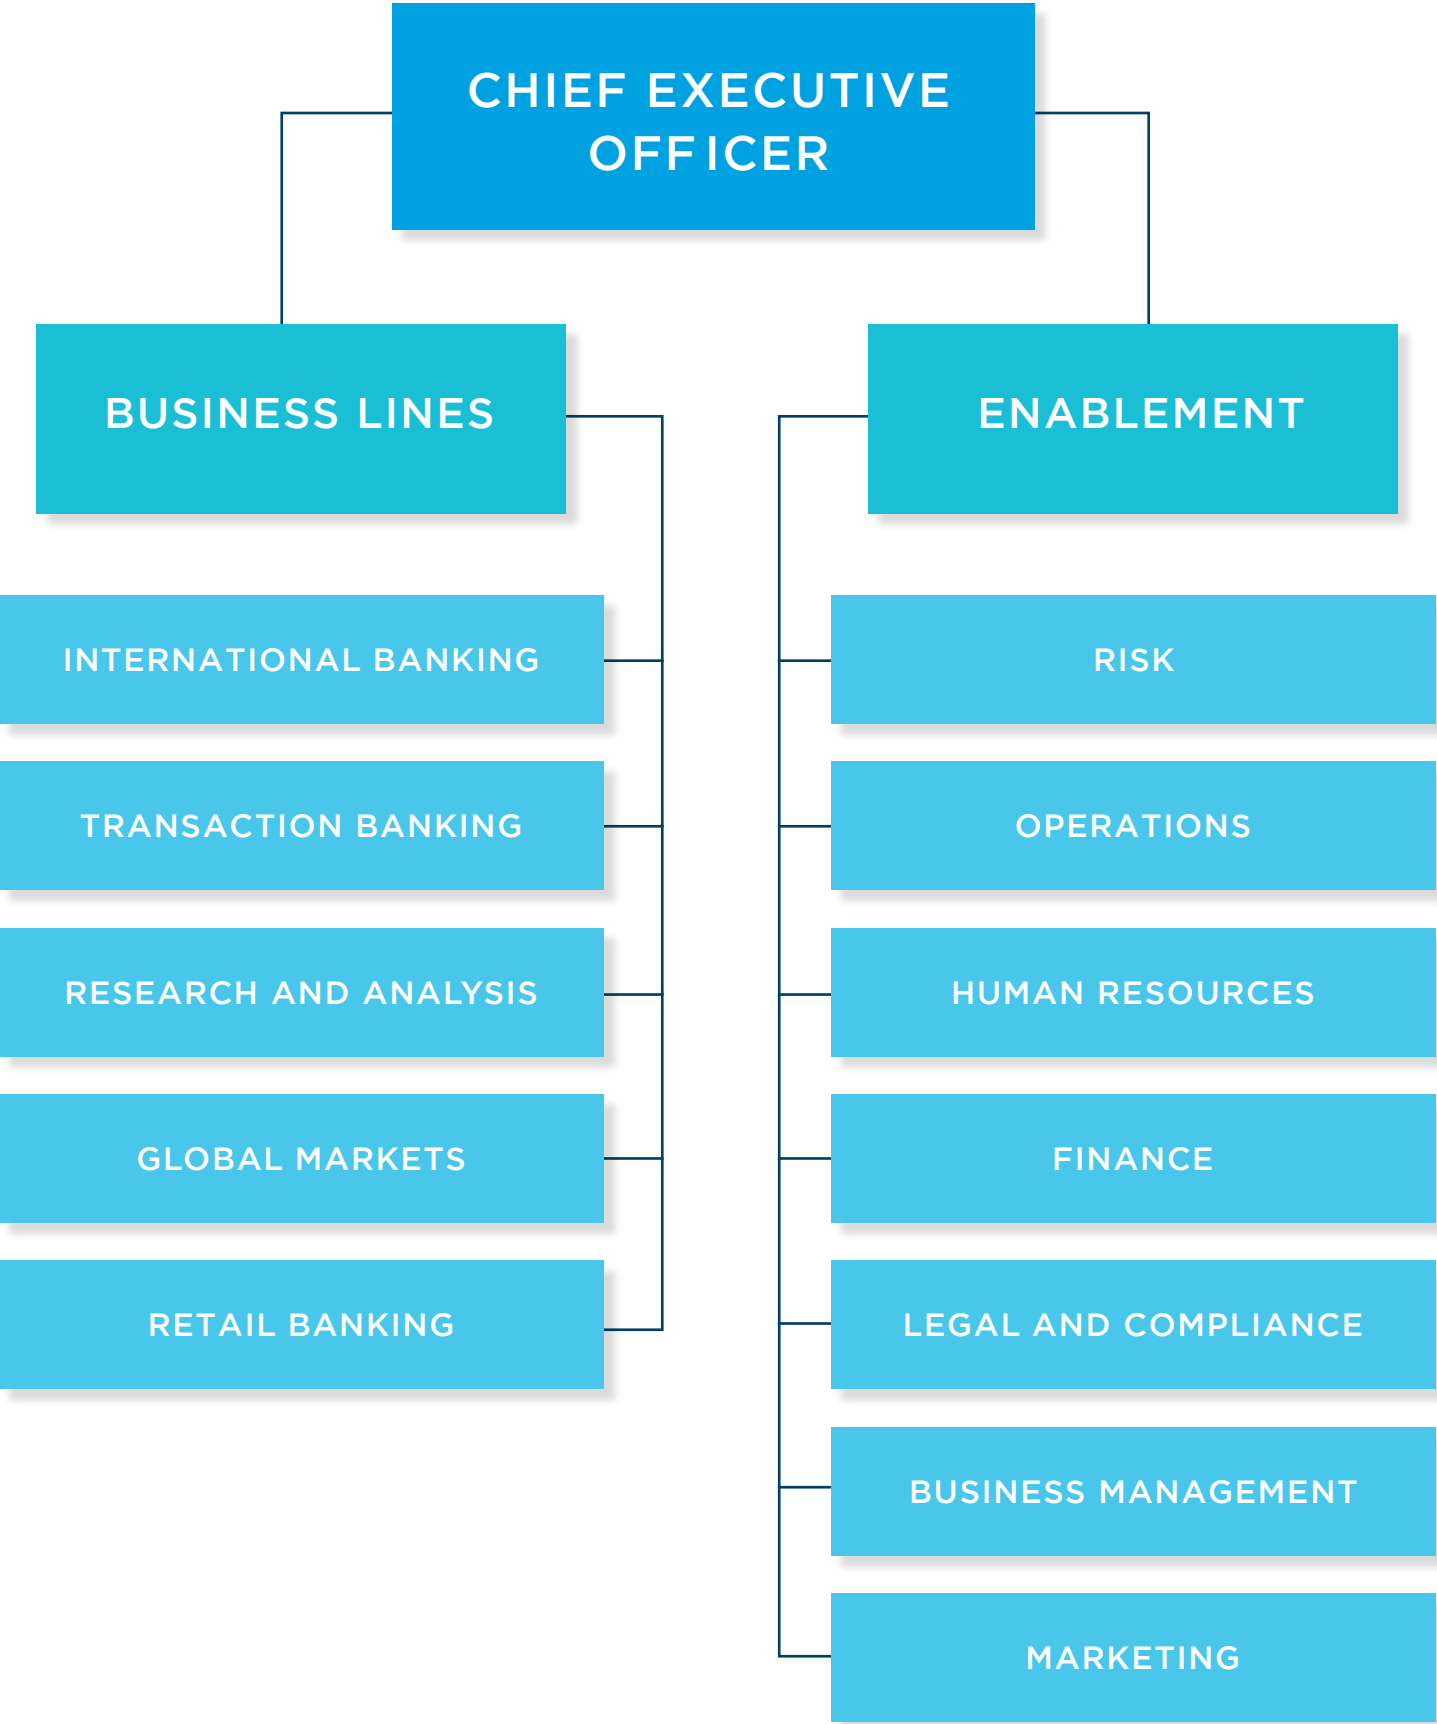 CHIEF EXECUTIVE
OFFICER
BUSINESS LINES
INTERNATIONAL BANKING
TRANSACTION BANKING
RESEARCH AND ANALYSIS
GLOBAL MARKETS
RETAIL BANKING
ENABLEMENT
RISK
OPERATIONS
HUMAN RESOURCES
FINANCE
LEGAL AND COMPLIANCE
BUSINESS MANAGEMENT
MARKETING